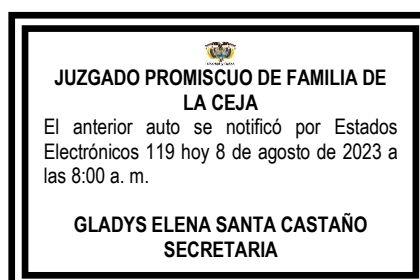 JUZGADO PROMISCUO DE FAMILIA DE
LA CEJA
El anterior auto se notificó por Estados
Electrónicos 119 hoy 8 de agosto de 2023 a
las 8:00 a. m.
GLADYS ELENA SANTA CASTAÑO
SECRETARIA